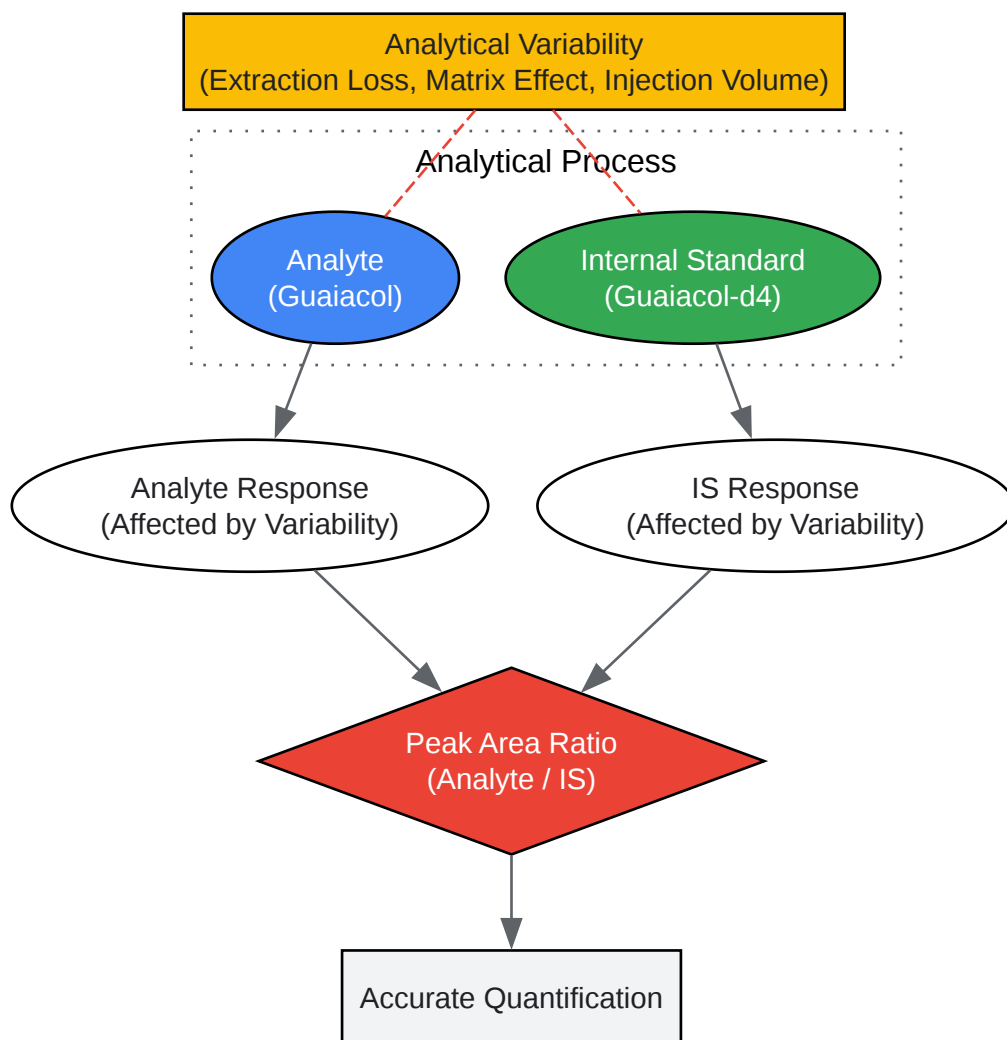 Analytical Variability
(Extraction Loss, Matrix Effect, Injection Volume)
Analytical Process
Analyte
(Guaiacol)
Internal Standard
(Guaiacol-d4)
Analyte Response
(Affected by Variability)
IS Response
(Affected by Variability)
Peak Area Ratio
(Analyte / IS)
Accurate Quantification